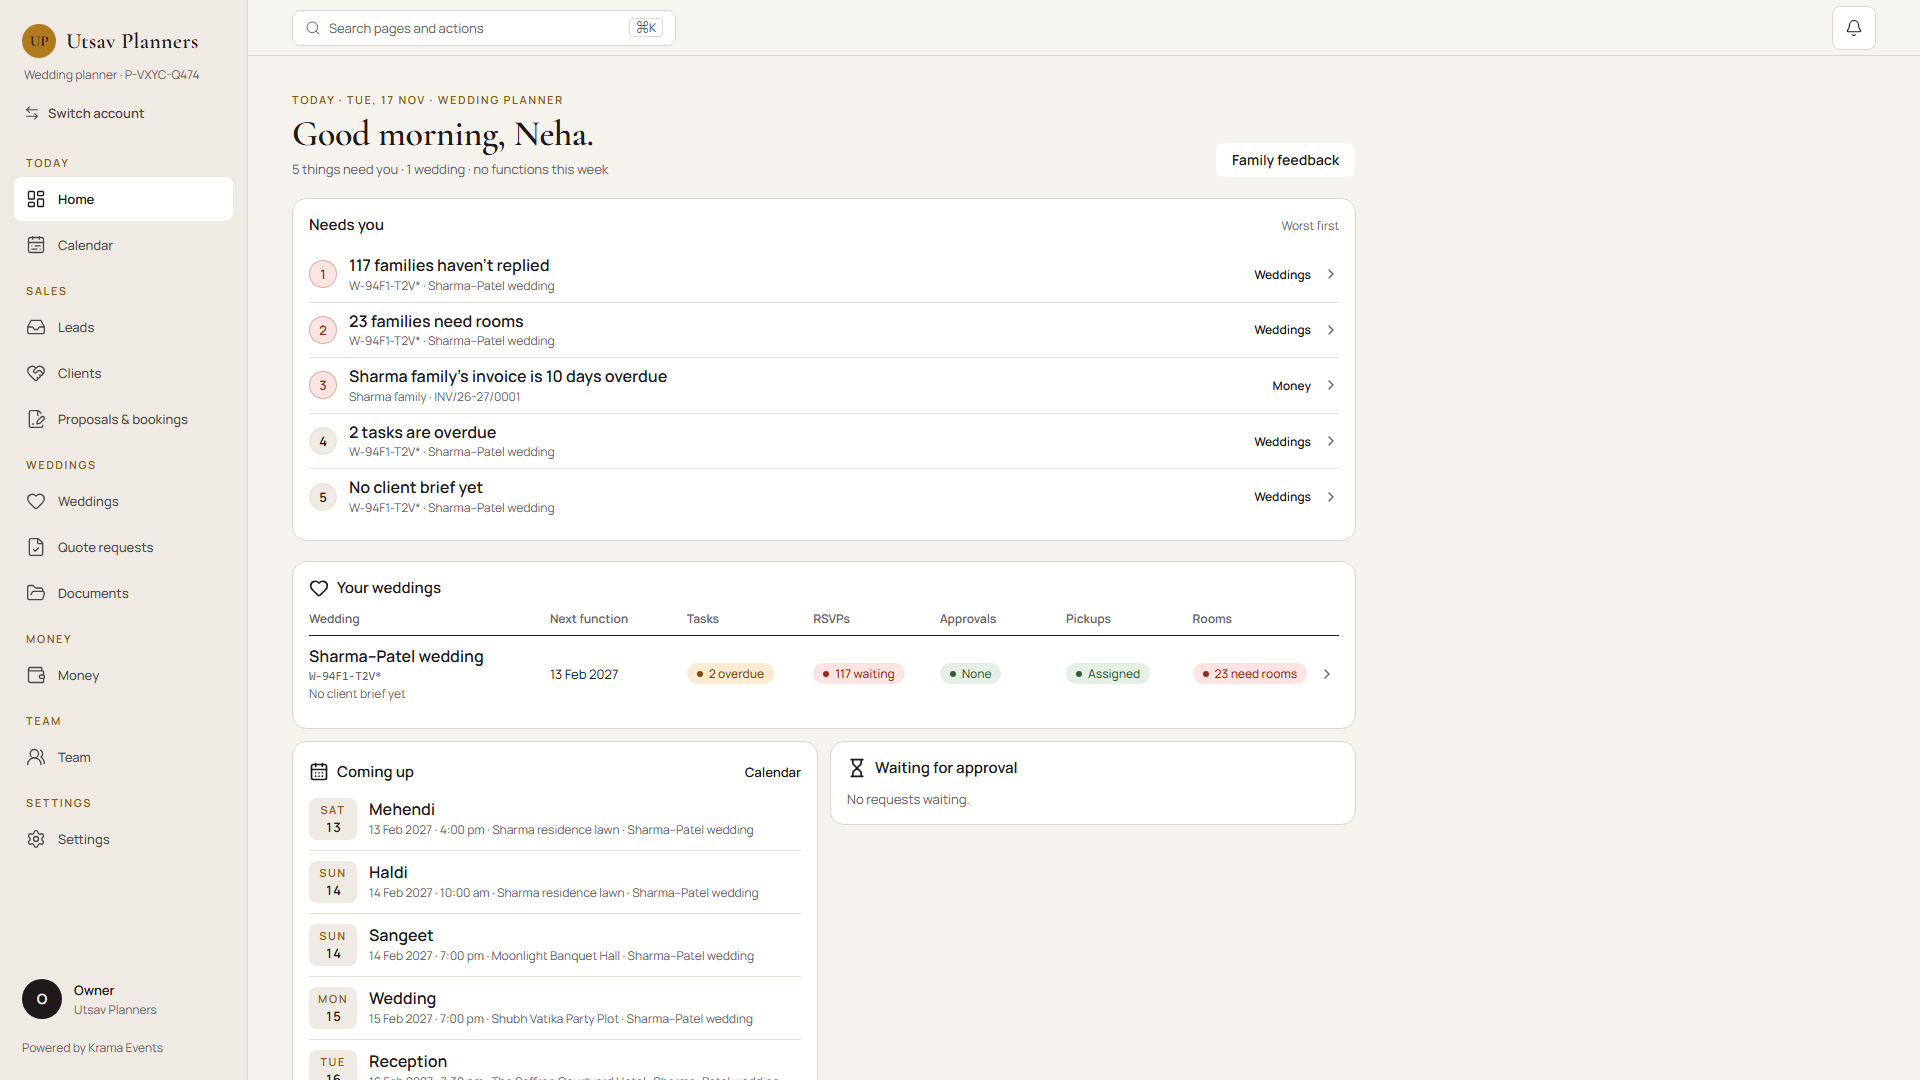 UP Utsav Planners
Wedding planner · P-VXYC-Q474
Switch account
TODAY
Home
Calendar
SALES
Leads
Clients
Proposals & bookings
WEDDINGS
Weddings
Quote requests
Documents
MONEY
Money
TEAM
Team
SETTINGS
Settings
O Owner
Utsav Planners
Powered by Krama Events
Search pages and actions ⌘K
TODAY · TUE, 17 NOV · WEDDING PLANNER
Good morning, Neha.
5 things need you · 1 wedding · no functions this week
Family feedback
Needs you Worst first
1 117 families haven't replied Weddings
W-94F1-T2V* · Sharma–Patel wedding
2 23 families need rooms Weddings
W-94F1-T2V* · Sharma–Patel wedding
3 Sharma family's invoice is 10 days overdue Money
Sharma family · INV/26-27/0001
4 2 tasks are overdue Weddings
W-94F1-T2V* · Sharma–Patel wedding
5 No client brief yet Weddings
W-94F1-T2V* · Sharma–Patel wedding
Your weddings
Wedding Next function Tasks RSVPs Approvals Pickups Rooms
Sharma–Patel wedding
W-94F1-T2V* 13 Feb 2027 2 overdue 117 waiting None Assigned 23 need rooms
No client brief yet
Coming up Calendar
SAT 13 Mehendi
13 Feb 2027 · 4:00 pm · Sharma residence lawn · Sharma–Patel wedding
SUN 14 Haldi
14 Feb 2027 · 10:00 am · Sharma residence lawn · Sharma–Patel wedding
SUN 14 Sangeet
14 Feb 2027 · 7:00 pm · Moonlight Banquet Hall · Sharma–Patel wedding
MON 15 Wedding
15 Feb 2027 · 7:00 pm · Shubh Vatika Party Plot · Sharma–Patel wedding
TUE 16 Reception
Waiting for approval
No requests waiting.